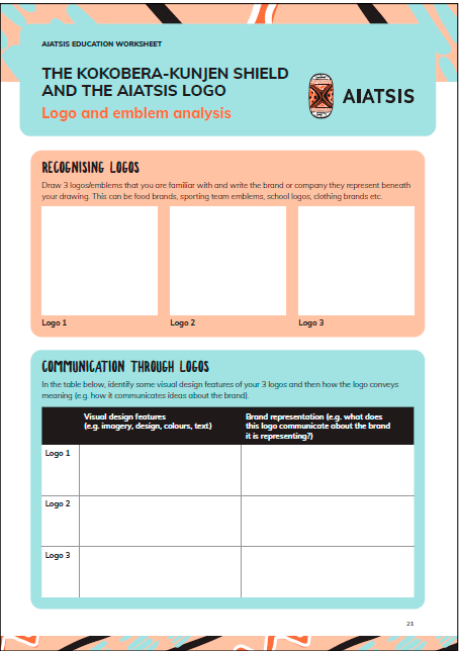 AIATSIS EDUCATION WORKSHEET
THE KOKOBERA-KUNJEN SHIELD
AND THE AIATSIS LOGO
Logo and emblem analysis
AIATSIS
RECOGNISING LOGOS
Draw 3 logos/emblems that you are familiar with and write the brand or company they represent beneath
your drawing. This can be food brands, sporting team emblems, school logos, clothing brands etc.
Logo 1
Logo 2
Logo 3
COMMUNICATION THROUGH LOGOS
In the table below, identify some visual design features of your 3 logos and then how the logo conveys
meaning (e.g. how it communicates ideas about the brand).
Visual design features
(e.g. imagery, design, colours, text)
Brand representation (e.g. what does
this logo communicate about the brand
it is representing?)
Logo 1
Logo 2
Logo 3
21